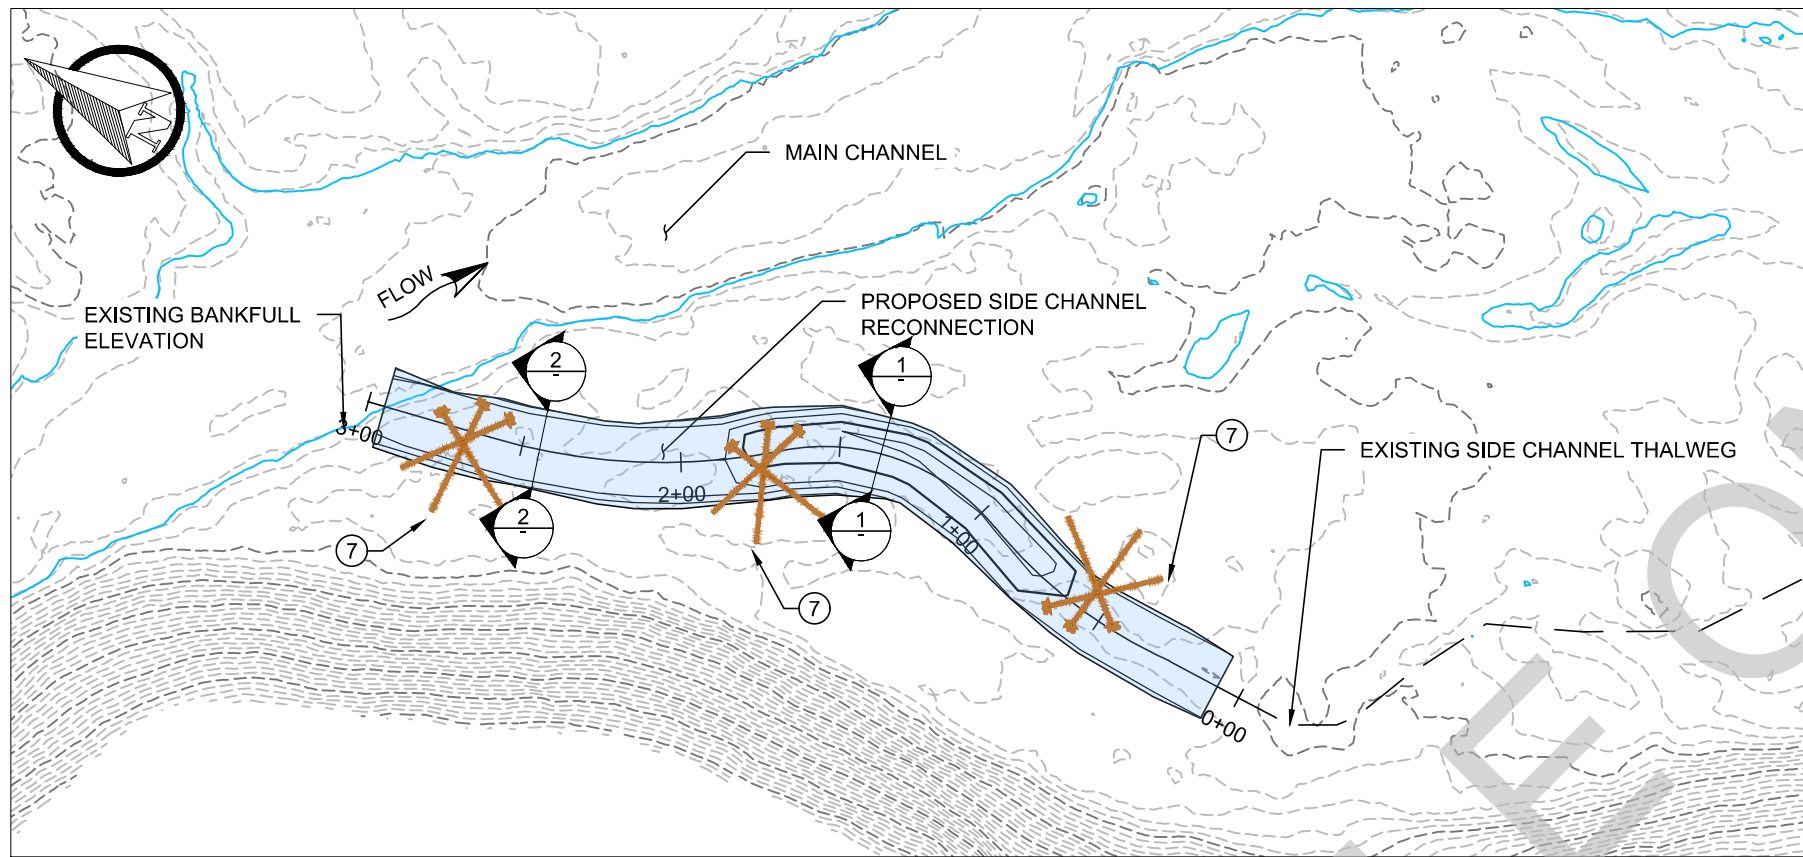 N
MAIN CHANNEL
FLOW
EXISTING BANKFULL
ELEVATION
PROPOSED SIDE CHANNEL
RECONNECTION
2
-
1
-
3+00
7
EXISTING SIDE CHANNEL THALWEG
2+00
1+00
2
-
1
-
7
7
0+00